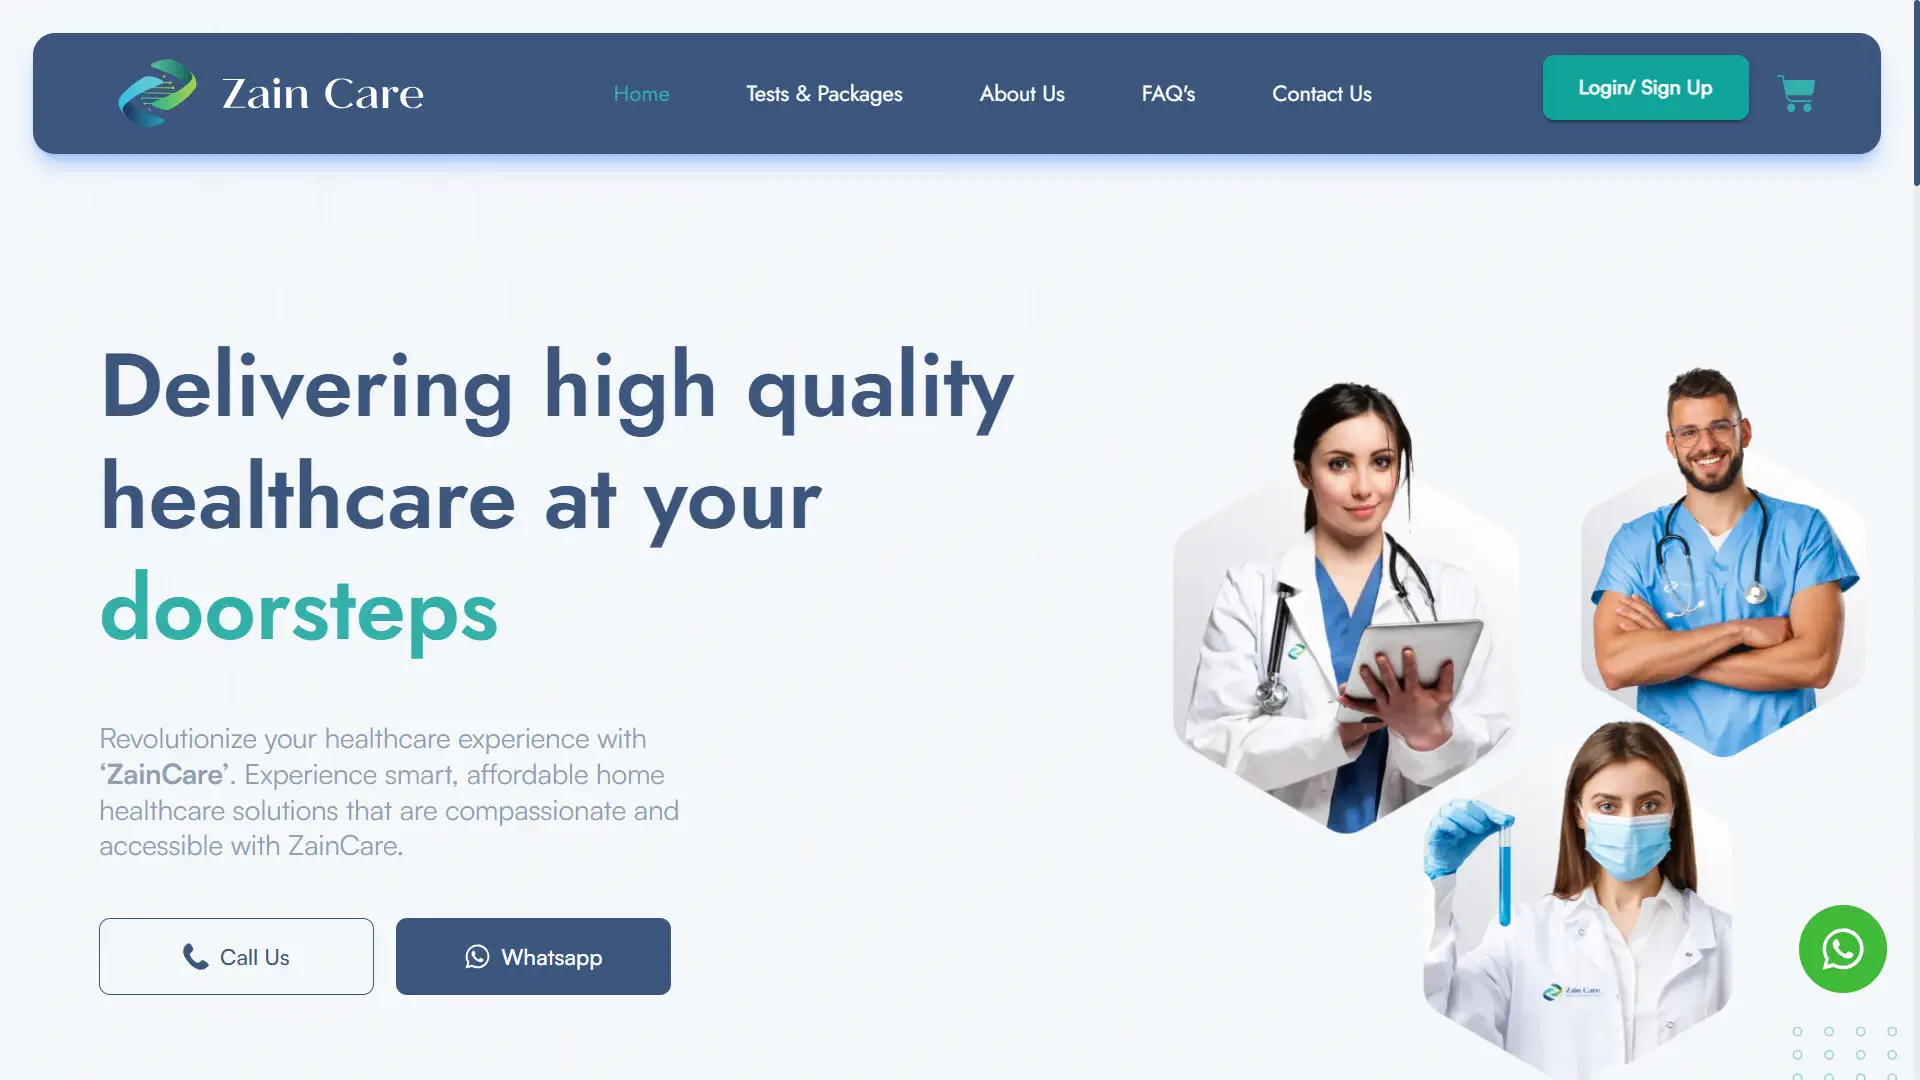 Zain Care
Home
Tests & Packages
About Us
FAQ's
Contact Us
Login/ Sign Up
Delivering high quality
healthcare at your
doorsteps
Revolutionize your healthcare experience with
‘ZainCare’. Experience smart, affordable home
healthcare solutions that are compassionate and
accessible with ZainCare.
Call Us
Whatsapp
Zain Care